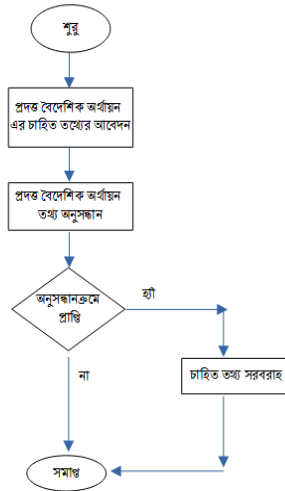 শুরু
প্রদত্ত বৈদেশিক অর্থায়ন
এর চাহিত তথ্যের আবেদন
প্রদত্ত বৈদেশিক অর্থায়ন
তথ্য অনুসন্ধান
অনুসন্ধানক্রমে
প্রাপ্তি
হ্যাঁ
না
চাহিত তথ্য সরবরাহ
সমাপ্ত